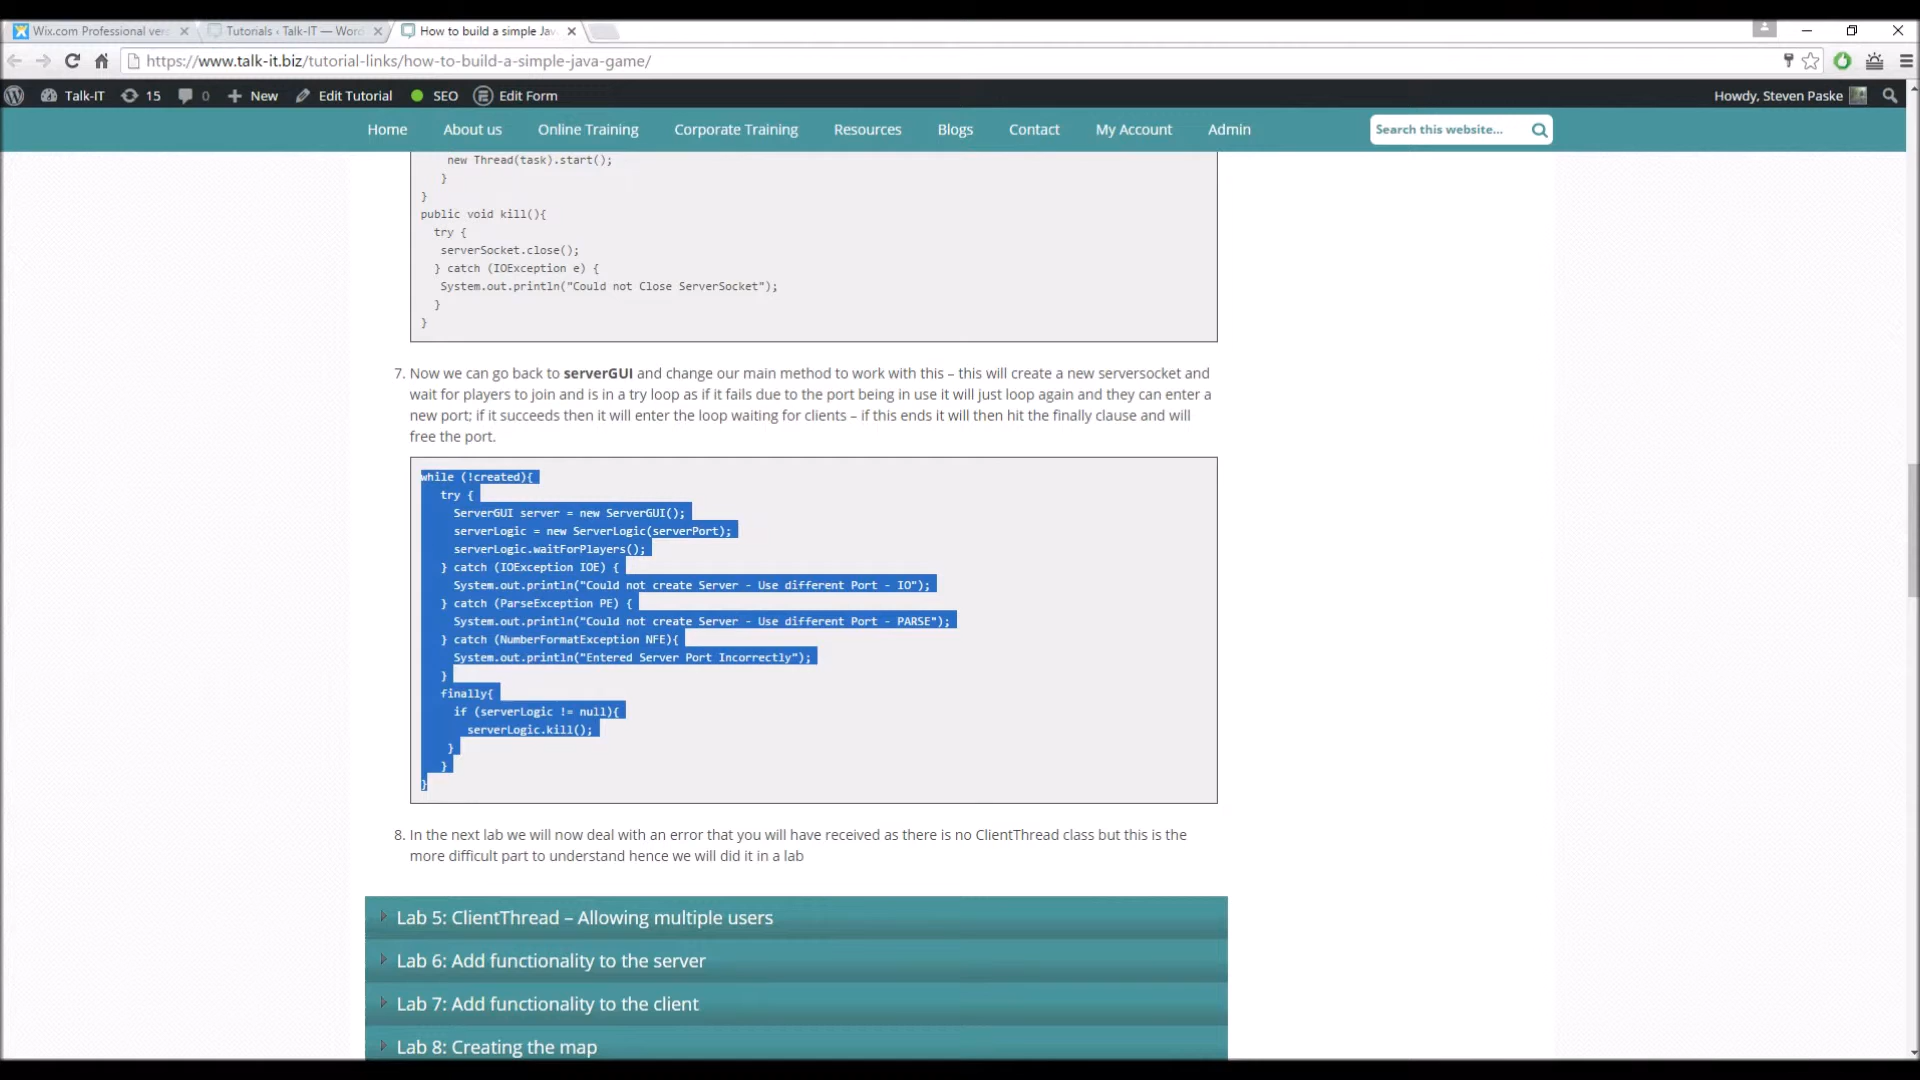 Wix.com Professional ver
Tutorials ‹ Talk-IT — Word
How to build a simple Jav
https://www.talk-it.biz/tutorial-links/how-to-build-a-simple-java-game/
Talk-IT 15 0 New Edit Tutorial SEO Edit Form Howdy, Steven Paske
Home About us Online Training Corporate Training Resources Blogs Contact My Account Admin Search this website...
new Thread(task).start();
}
}
public void kill(){
try {
serverSocket.close();
} catch (IOException e) {
System.out.println("Could not Close ServerSocket");
}
}
7. Now we can go back to serverGUI and change our main method to work with this – this will create a new serversocket and
wait for players to join and is in a try loop as if it fails due to the port being in use it will just loop again and they can enter a
new port; if it succeeds then it will enter the loop waiting for clients – if this ends it will then hit the finally clause and will
free the port.
while (!created){
try {
ServerGUI server = new ServerGUI();
serverLogic = new ServerLogic(serverPort);
serverLogic.waitForPlayers();
} catch (IOException IOE) {
System.out.println("Could not create Server - Use different Port - IO");
} catch (ParseException PE) {
System.out.println("Could not create Server - Use different Port - PARSE");
} catch (NumberFormatException NFE){
System.out.println("Entered Server Port Incorrectly");
}
finally{
if (serverLogic != null){
serverLogic.kill();
}
}
}
8. In the next lab we will now deal with an error that you will have received as there is no ClientThread class but this is the
more difficult part to understand hence we will did it in a lab
Lab 5: ClientThread – Allowing multiple users
Lab 6: Add functionality to the server
Lab 7: Add functionality to the client
Lab 8: Creating the map